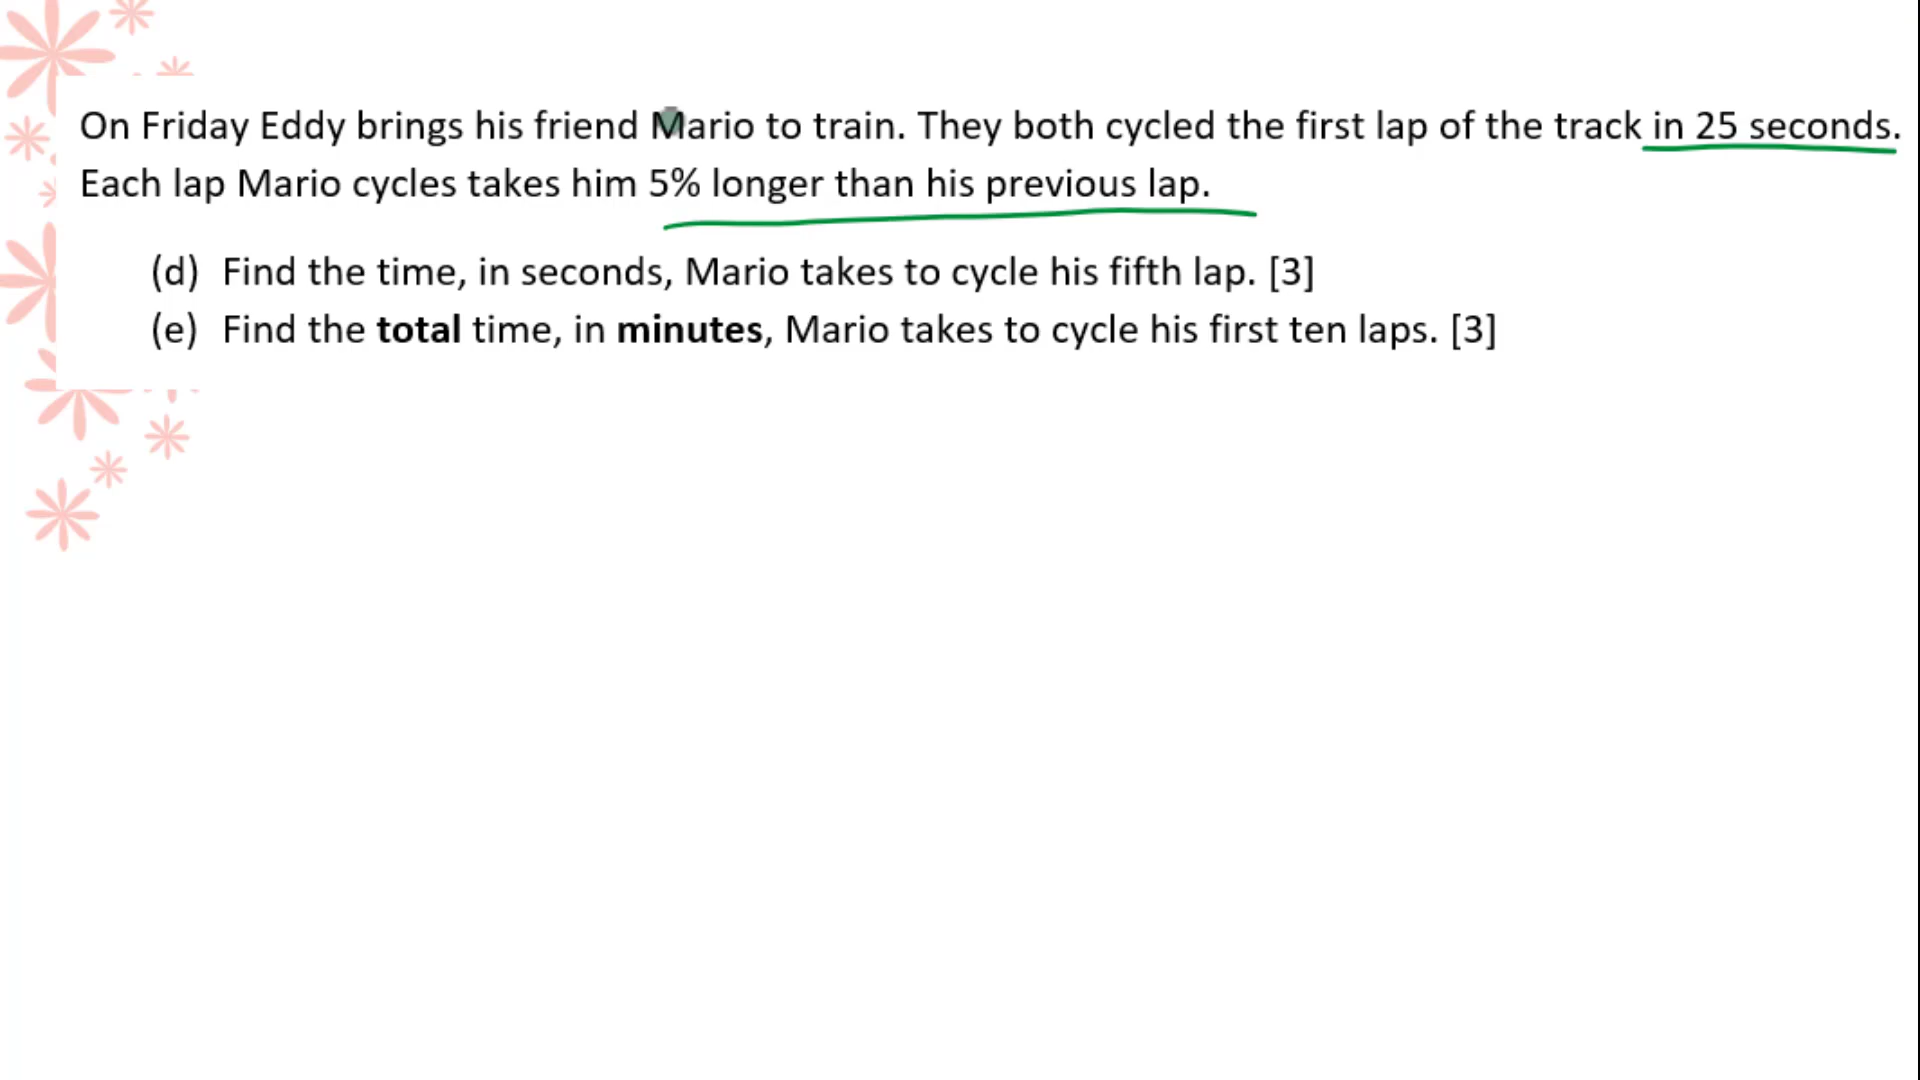 On Friday Eddy brings his friend Mario to train. They both cycled the first lap of the track in 25 seconds.
Each lap Mario cycles takes him 5% longer than his previous lap.
(d) Find the time, in seconds, Mario takes to cycle his fifth lap. [3]
(e) Find the total time, in minutes, Mario takes to cycle his first ten laps. [3]